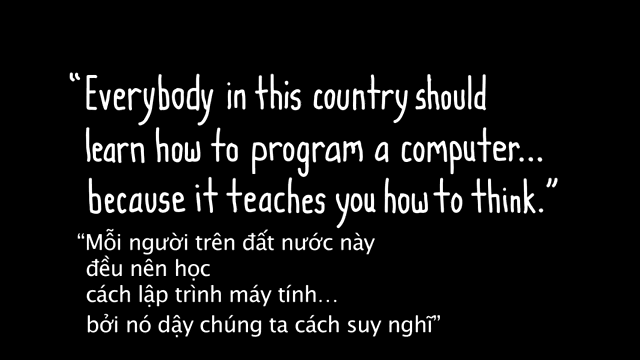 “Everybody in this country should
learn how to program a computer...
because it teaches you how to think.”
“Mỗi người trên đất nước này
đều nên học
cách lập trình máy tính...
bởi nó dậy chúng ta cách suy nghĩ”